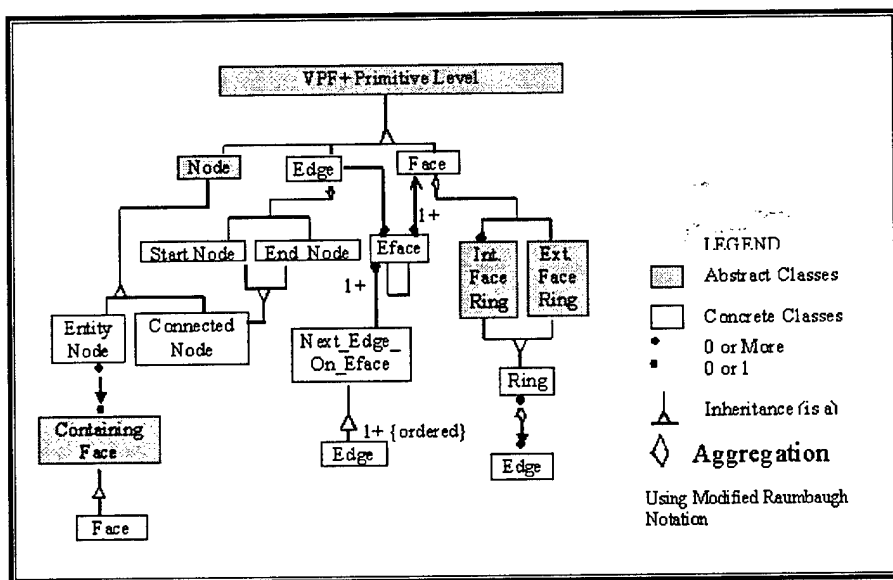 VPF+Primitive Level
Node
Edge
Face
1+
Start Node
End Node
Eface
Int.
Face
Ring
Ext.
Face
Ring
1+
Entity
Node
Connected
Node
Next_Edge_
On_Eface
Ring
Containing
Face
1+ {ordered}
Edge
Edge
Face
LEGEND
Abstract Classes
Concrete Classes
0 or More
0 or 1
Inheritance (is a)
Aggregation
Using Modified Raumbaugh
Notation